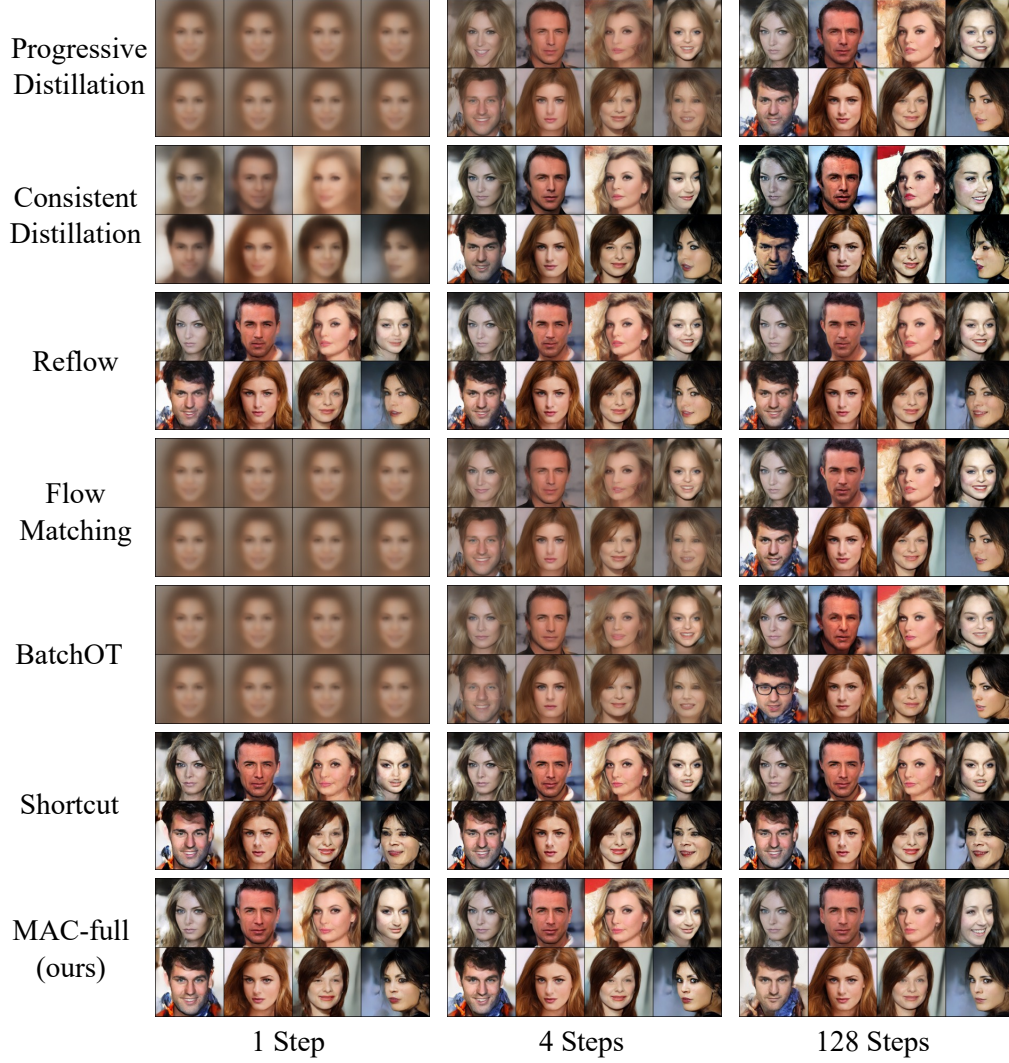 Progressive
Distillation
Consistent
Distillation
Reflow
Flow
Matching
BatchOT
Shortcut
MAC-full
(ours)
1 Step
4 Steps
128 Steps